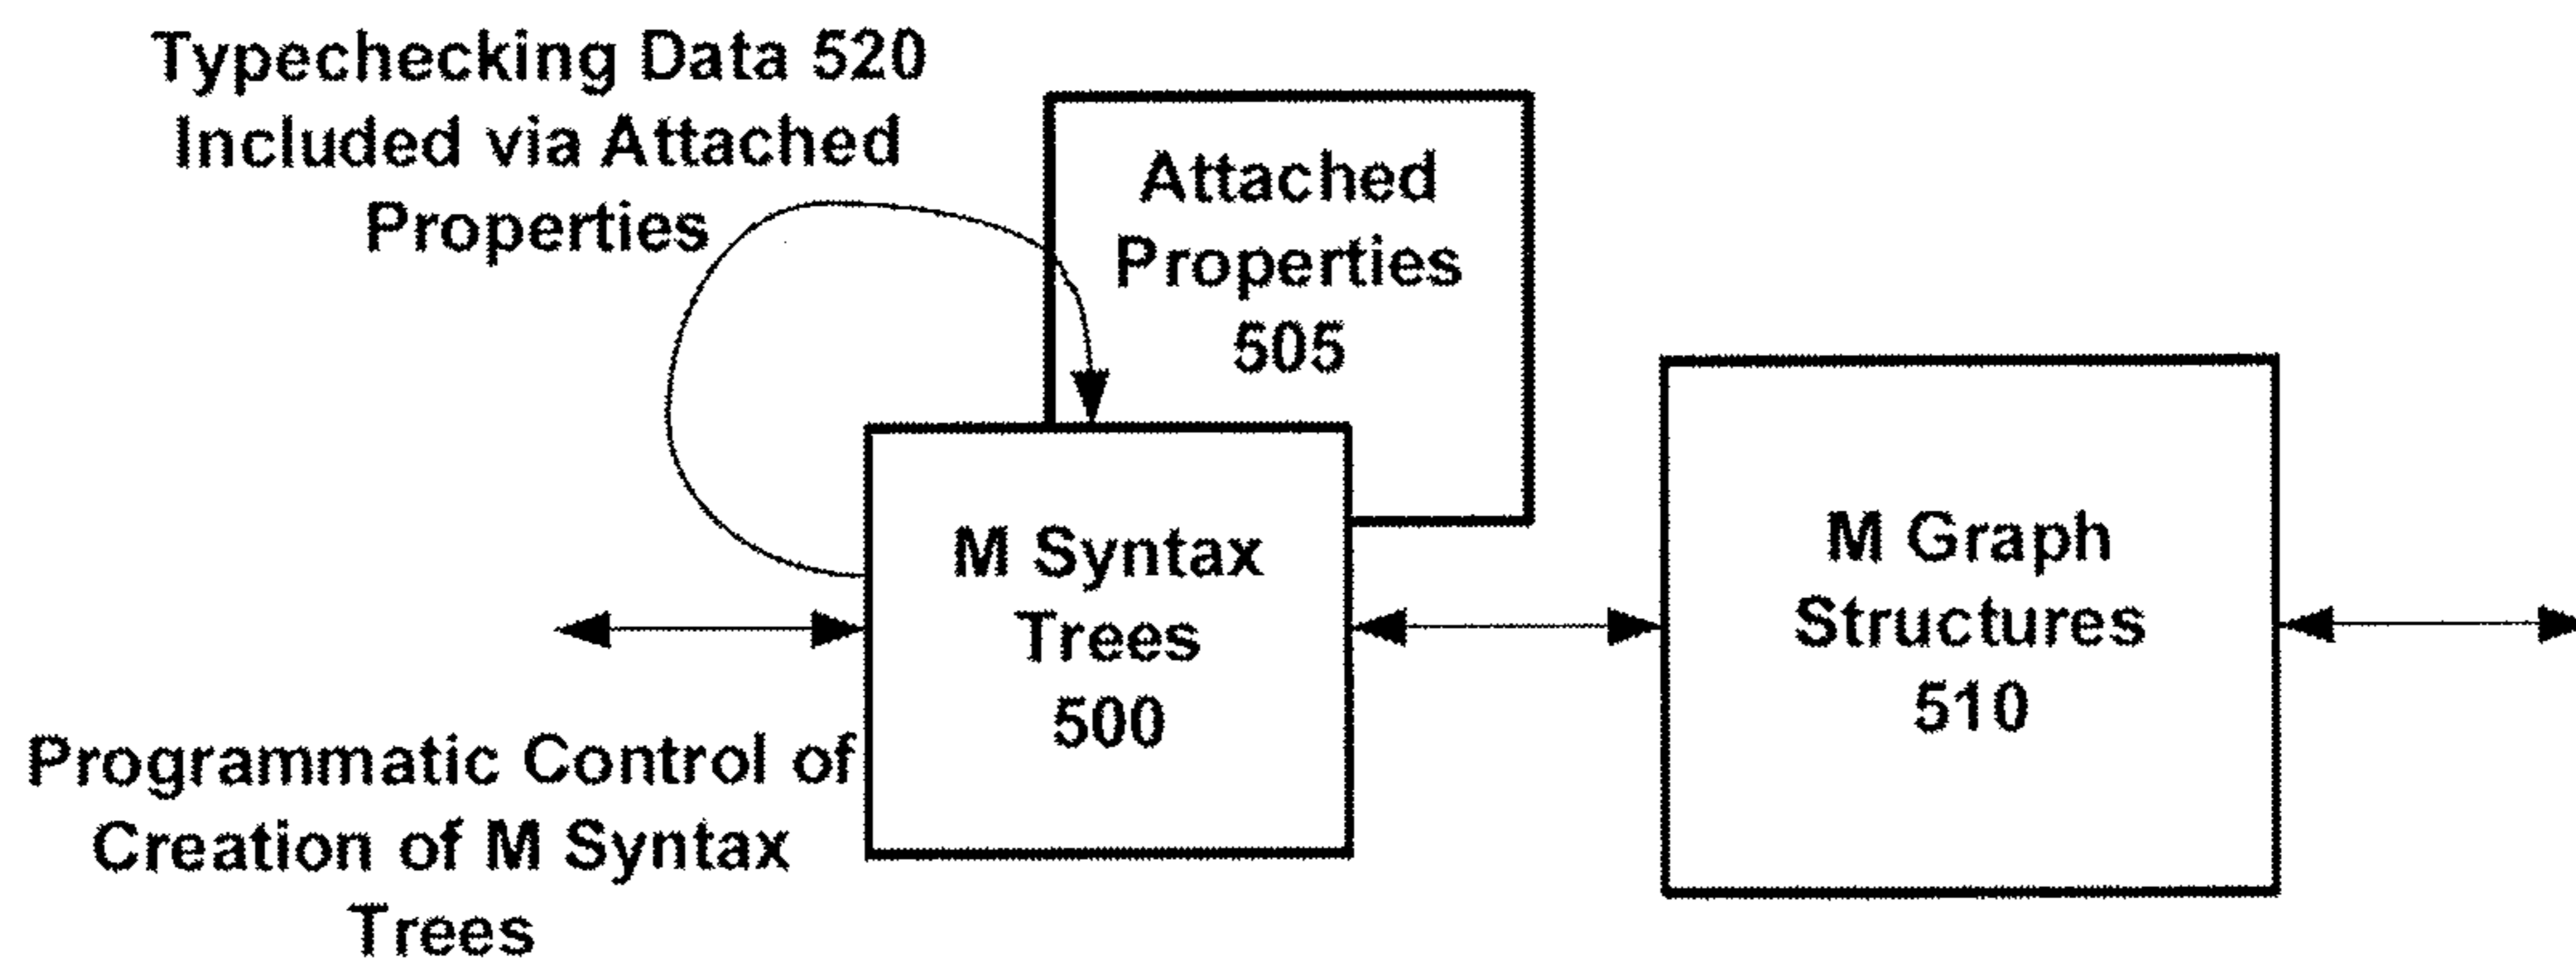 Typechecking Data 520
Included via Attached
Properties
Attached
Properties
505
M Syntax
Trees
500
M Graph
Structures
510
Programmatic Control of
Creation of M Syntax
Trees